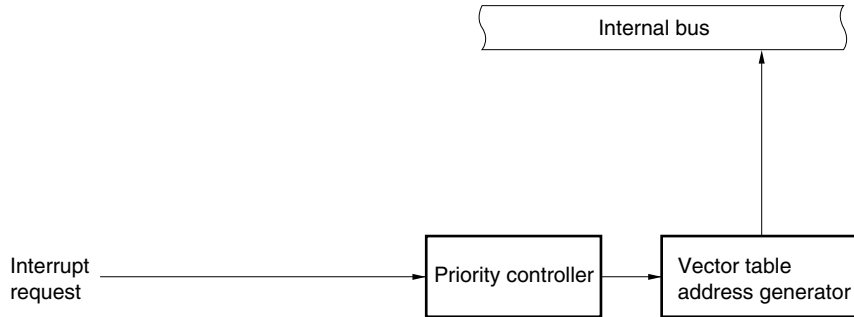 Internal bus
Interrupt
request
Priority controller
Vector table
address generator